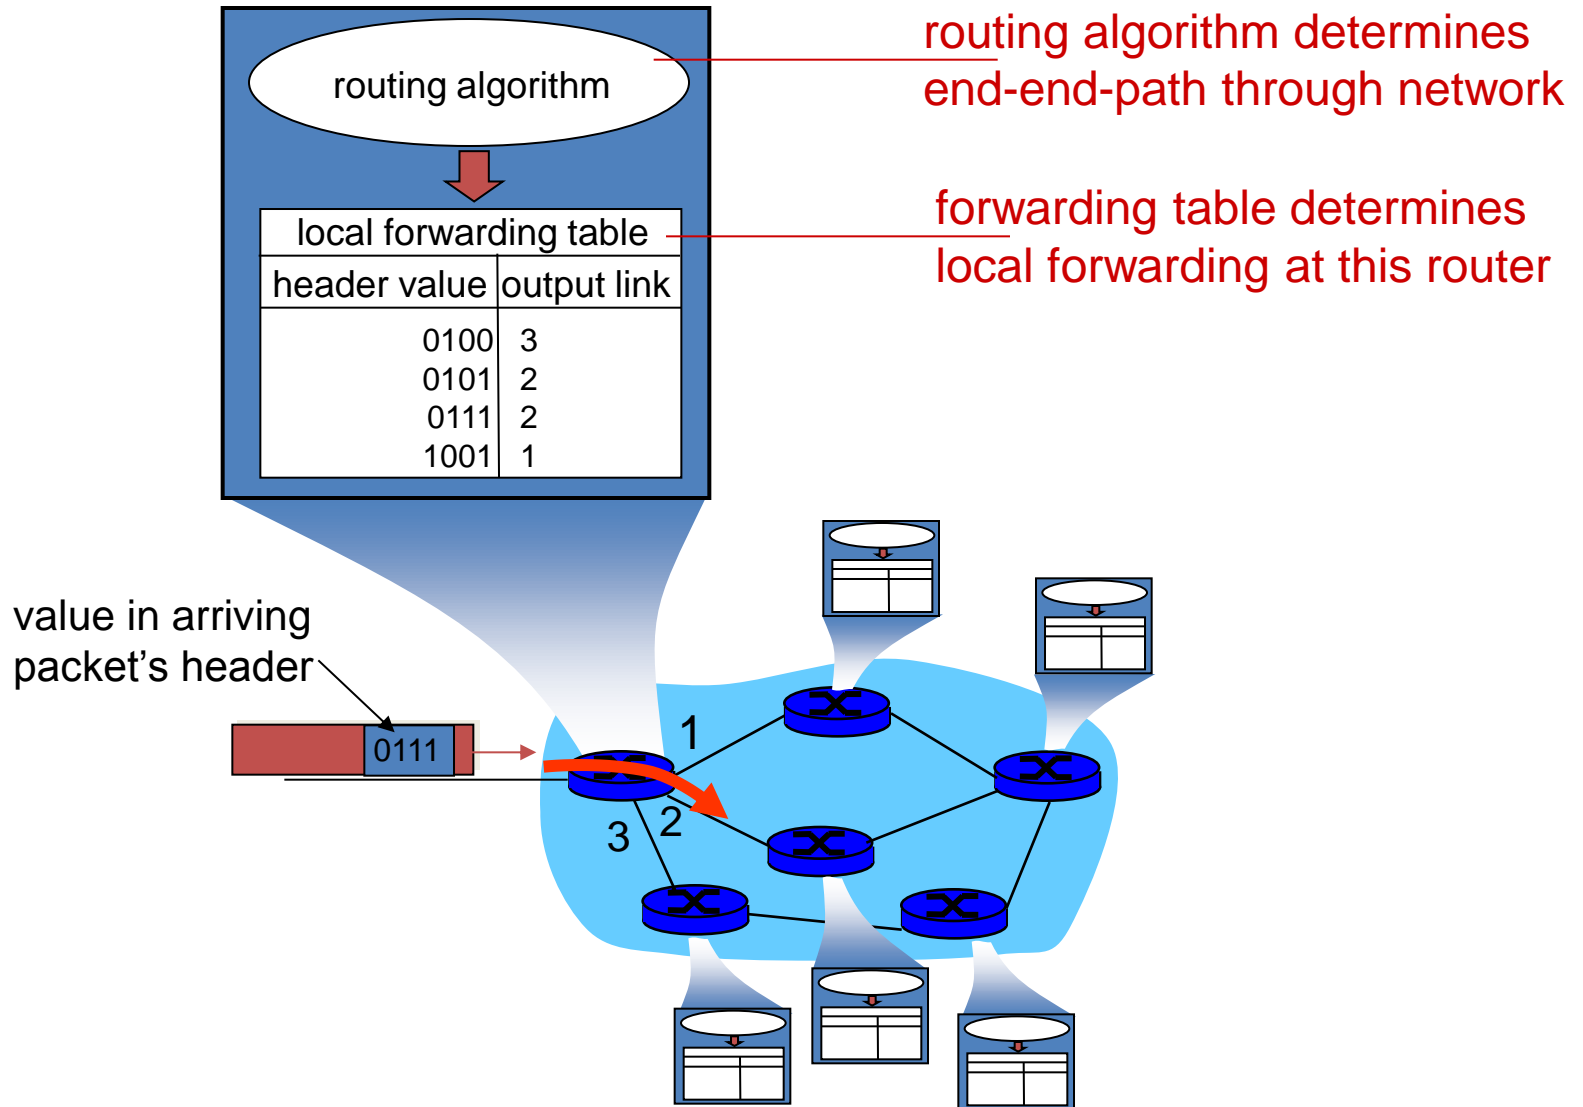 routing algorithm determines
end-end-path through network
routing algorithm
forwarding table determines
local forwarding at this router
local forwarding table
header value output link
0100 3
0101 2
0111 2
1001 1
value in arriving
packet’s header
0111
1
2
3